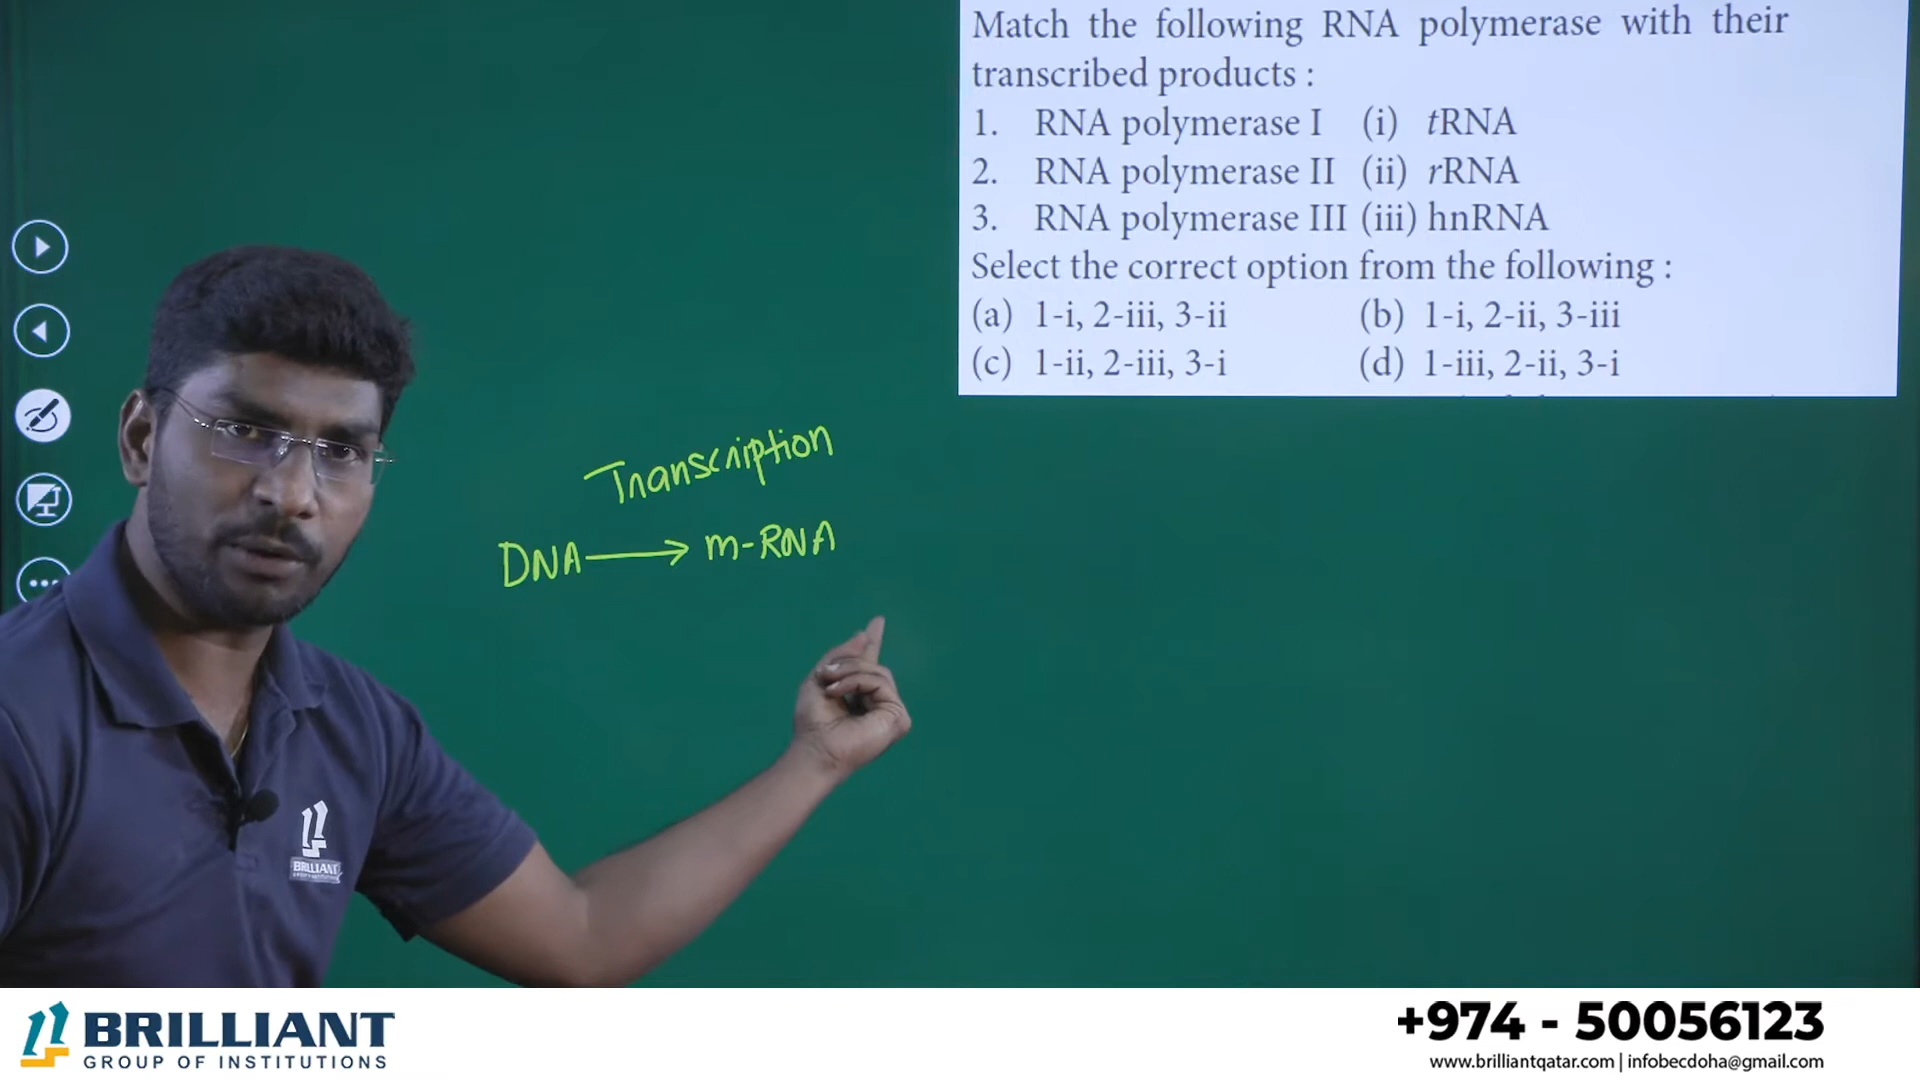 Match the following RNA polymerase with their
transcribed products :
1. RNA polymerase I (i) tRNA
2. RNA polymerase II (ii) rRNA
3. RNA polymerase III (iii) hnRNA
Select the correct option from the following :
(a) 1-i, 2-iii, 3-ii (b) 1-i, 2-ii, 3-iii
(c) 1-ii, 2-iii, 3-i (d) 1-iii, 2-ii, 3-i
Transcription
DNA → m-RNA
BRILLIANT
BRILLIANT
GROUP OF INSTITUTIONS
+974 - 50056123
www.brilliantqatar.com | infobecdoha@gmail.com